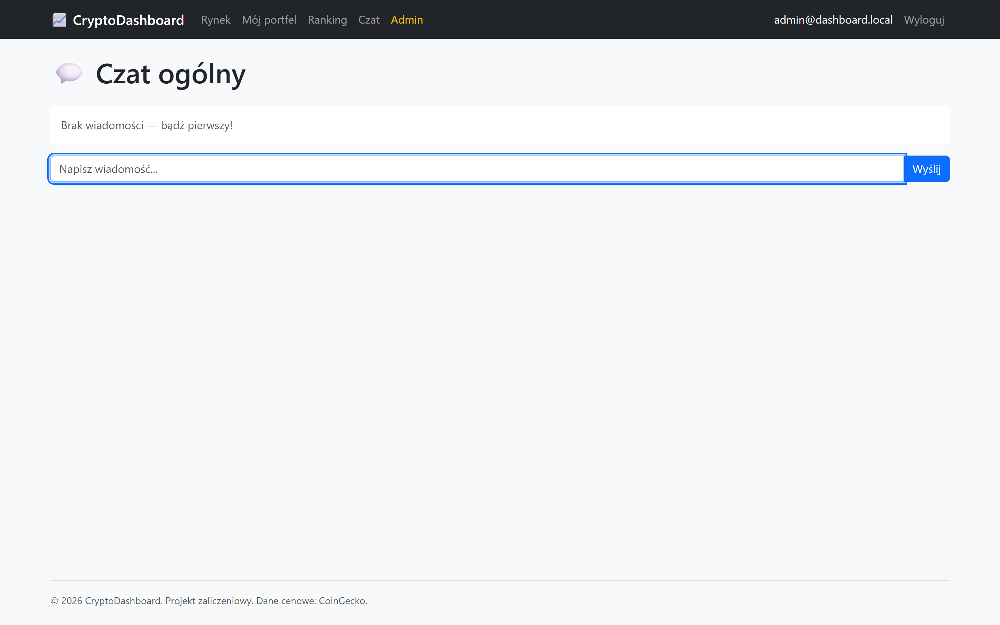 CryptoDashboard Rynek Mój portfel Ranking Czat Admin admin@dashboard.local Wyloguj
Czat ogólny
Brak wiadomości — bądź pierwszy!
Napisz wiadomość... Wyślij
© 2026 CryptoDashboard. Projekt zaliczeniowy. Dane cenowe: CoinGecko.